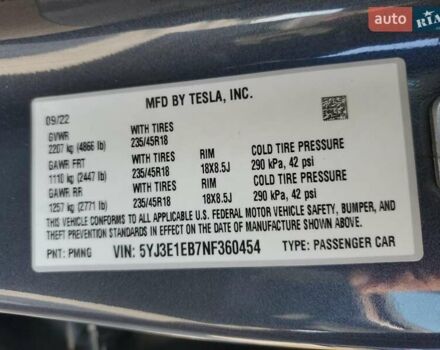 auto RIA
MFD BY TESLA, INC.
09/22
GVWR WITH TIRES
2207 kg (4866 lb) 235/45R18
GAWR FRT WITH TIRES RIM COLD TIRE PRESSURE
1110 kg (2447 lb) 235/45R18 18X8.5J 290 kPa, 42 psi
GAWR RR WITH TIRES RIM COLD TIRE PRESSURE
1257 kg (2771 lb) 235/45R18 18X8.5J 290 kPa, 42 psi
THIS VEHICLE CONFORMS TO ALL APPLICABLE U.S. FEDERAL MOTOR VEHICLE SAFETY, BUMPER, AND
THEFT PREVENTION STANDARDS IN EFFECT ON THE DATE OF MANUFACTURE SHOWN ABOVE.
PNT: PMNG VIN: 5YJ3E1EB7NF360454 TYPE: PASSENGER CAR